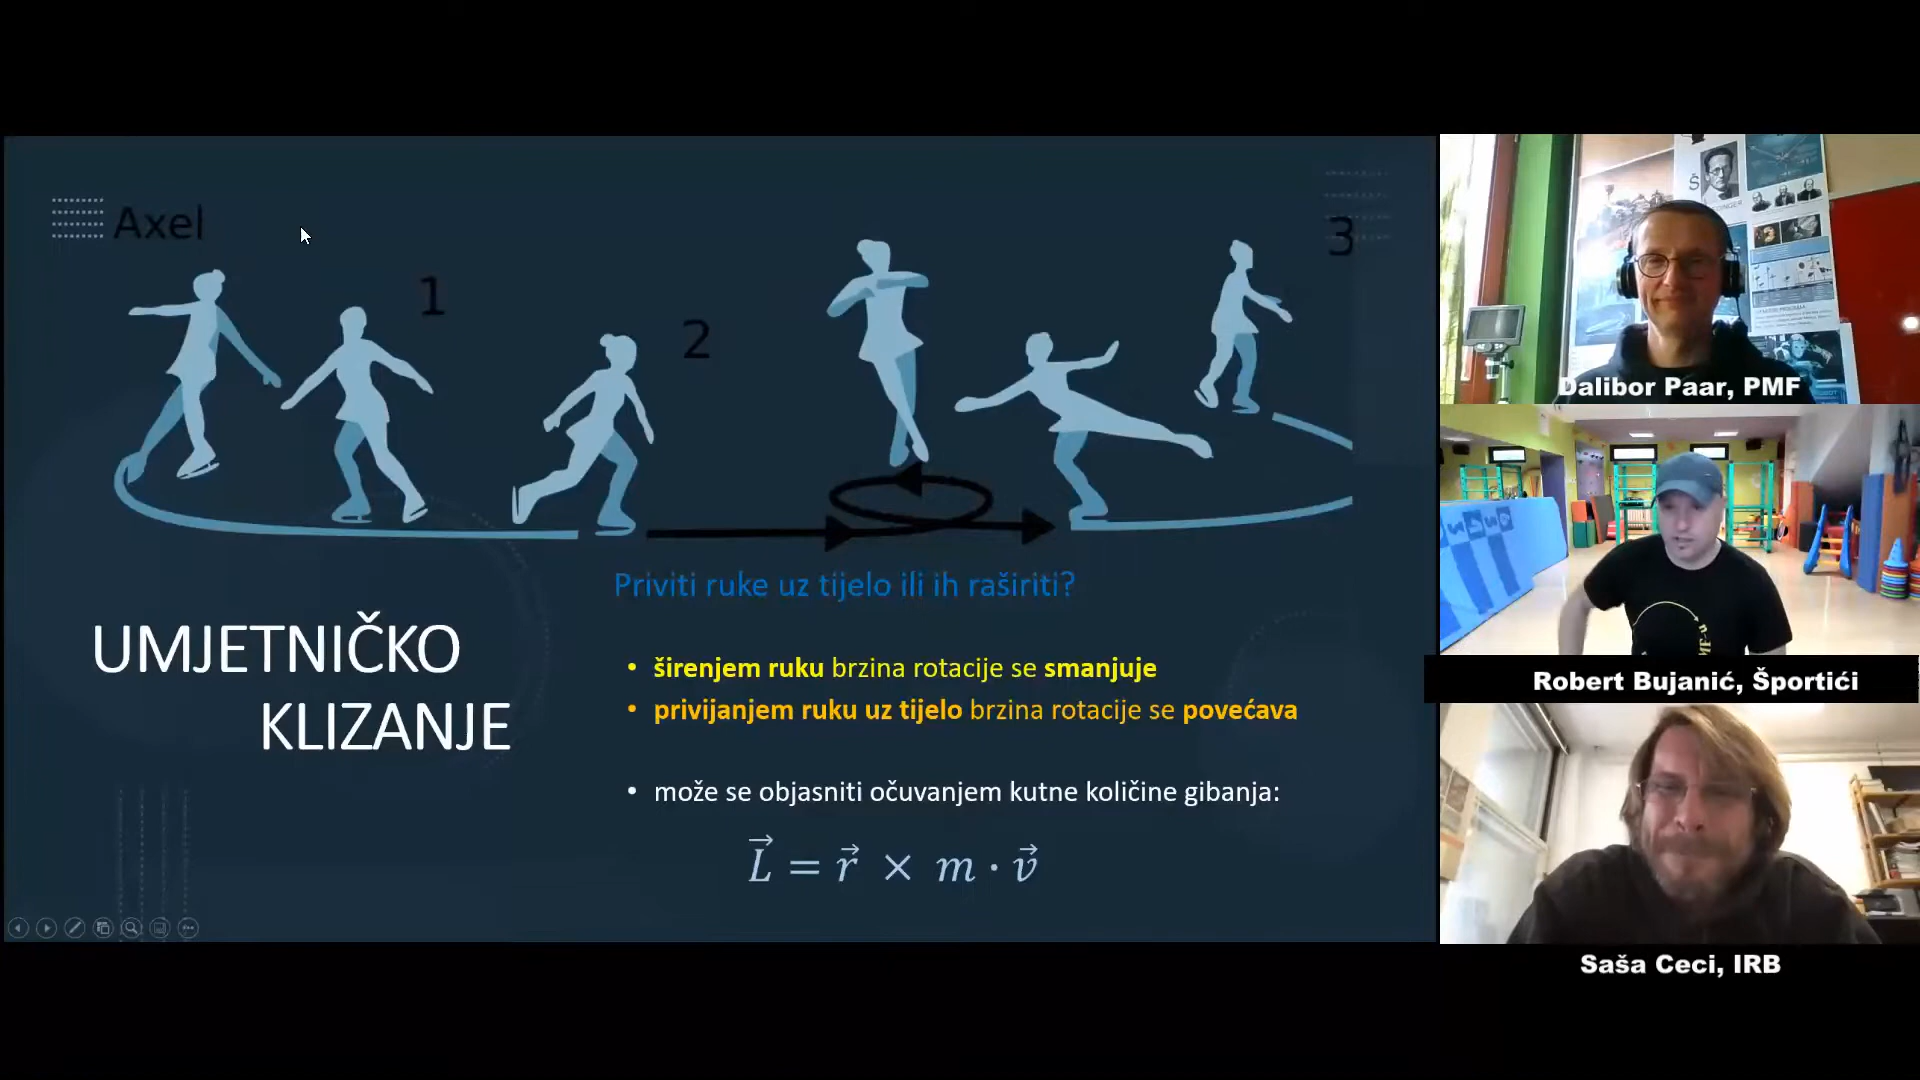 Axel
1
2
3
Priviti ruke uz tijelo ili ih raširiti?
UMJETNIČKO
KLIZANJE
• širenjem ruku brzina rotacije se smanjuje
• privijanjem ruku uz tijelo brzina rotacije se povećava
• može se objasniti očuvanjem kutne količine gibanja:
L⃗ = r⃗ × m · v⃗
Dalibor Paar, PMF
Robert Bujanić, Športići
Saša Ceci, IRB